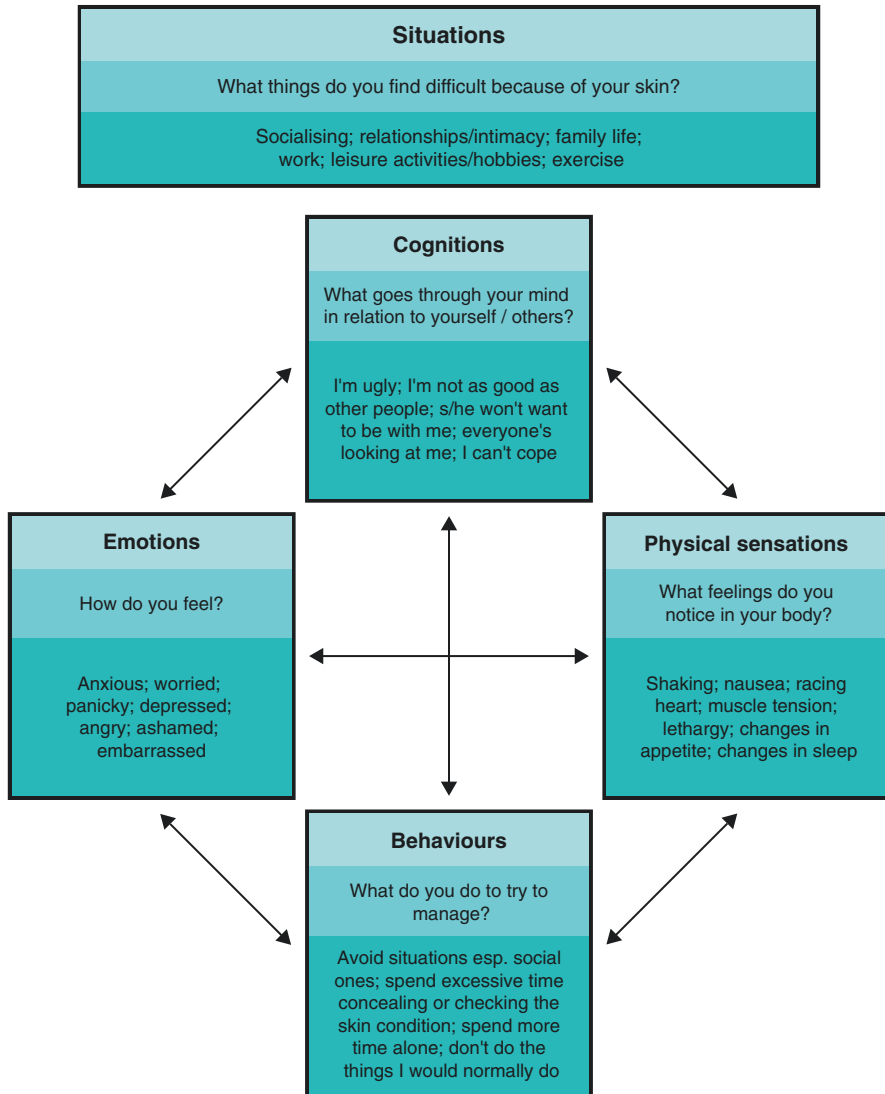 Situations
What things do you find difficult because of your skin?
Socialising; relationships/intimacy; family life;
work; leisure activities/hobbies; exercise
Cognitions
What goes through your mind
in relation to yourself / others?
I'm ugly; I'm not as good as
other people; s/he won't want
to be with me; everyone's
looking at me; I can't cope
Emotions
How do you feel?
Anxious; worried;
panicky; depressed;
angry; ashamed;
embarrassed
Physical sensations
What feelings do you
notice in your body?
Shaking; nausea; racing
heart; muscle tension;
lethargy; changes in
appetite; changes in sleep
Behaviours
What do you do to try to
manage?
Avoid situations esp. social
ones; spend excessive time
concealing or checking the
skin condition; spend more
time alone; don't do the
things I would normally do